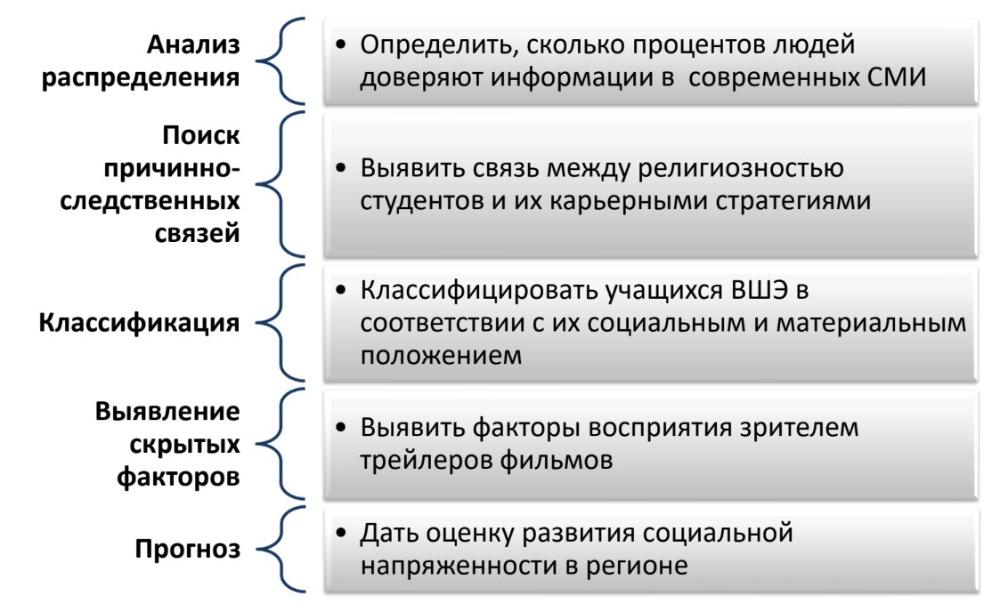 Анализ
распределения
• Определить, сколько процентов людей
доверяют информации в современных СМИ
Поиск
причинно-
следственных
связей
• Выявить связь между религиозностью
студентов и их карьерными стратегиями
Классификация
• Классифицировать учащихся ВШЭ в
соответствии с их социальным и материальным
положением
Выявление
скрытых
факторов
• Выявить факторы восприятия зрителем
трейлеров фильмов
Прогноз
• Дать оценку развития социальной
напряженности в регионе